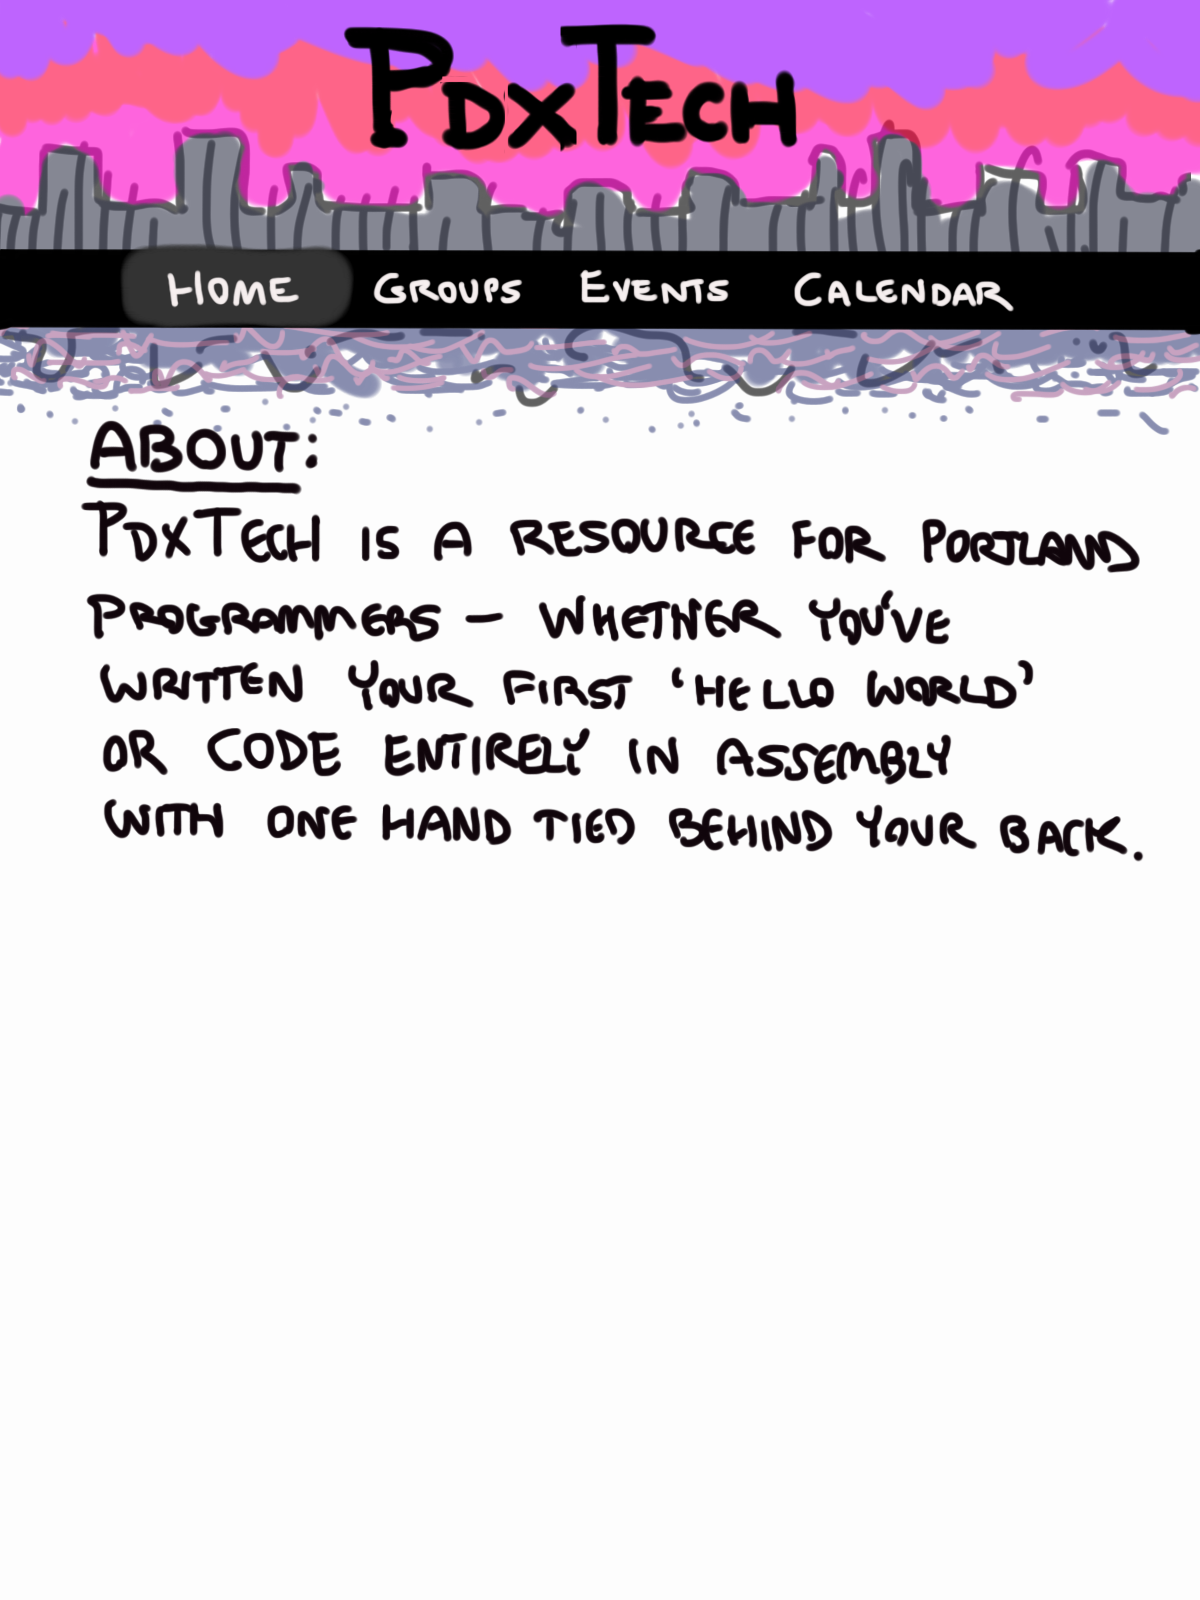 PDXTECH
HOME GROUPS EVENTS CALENDAR
ABOUT:
PDXTECH IS A RESOURCE FOR PORTLAND
PROGRAMMERS – WHETHER YOU'VE
WRITTEN YOUR FIRST 'HELLO WORLD'
OR CODE ENTIRELY IN ASSEMBLY
WITH ONE HAND TIED BEHIND YOUR BACK.